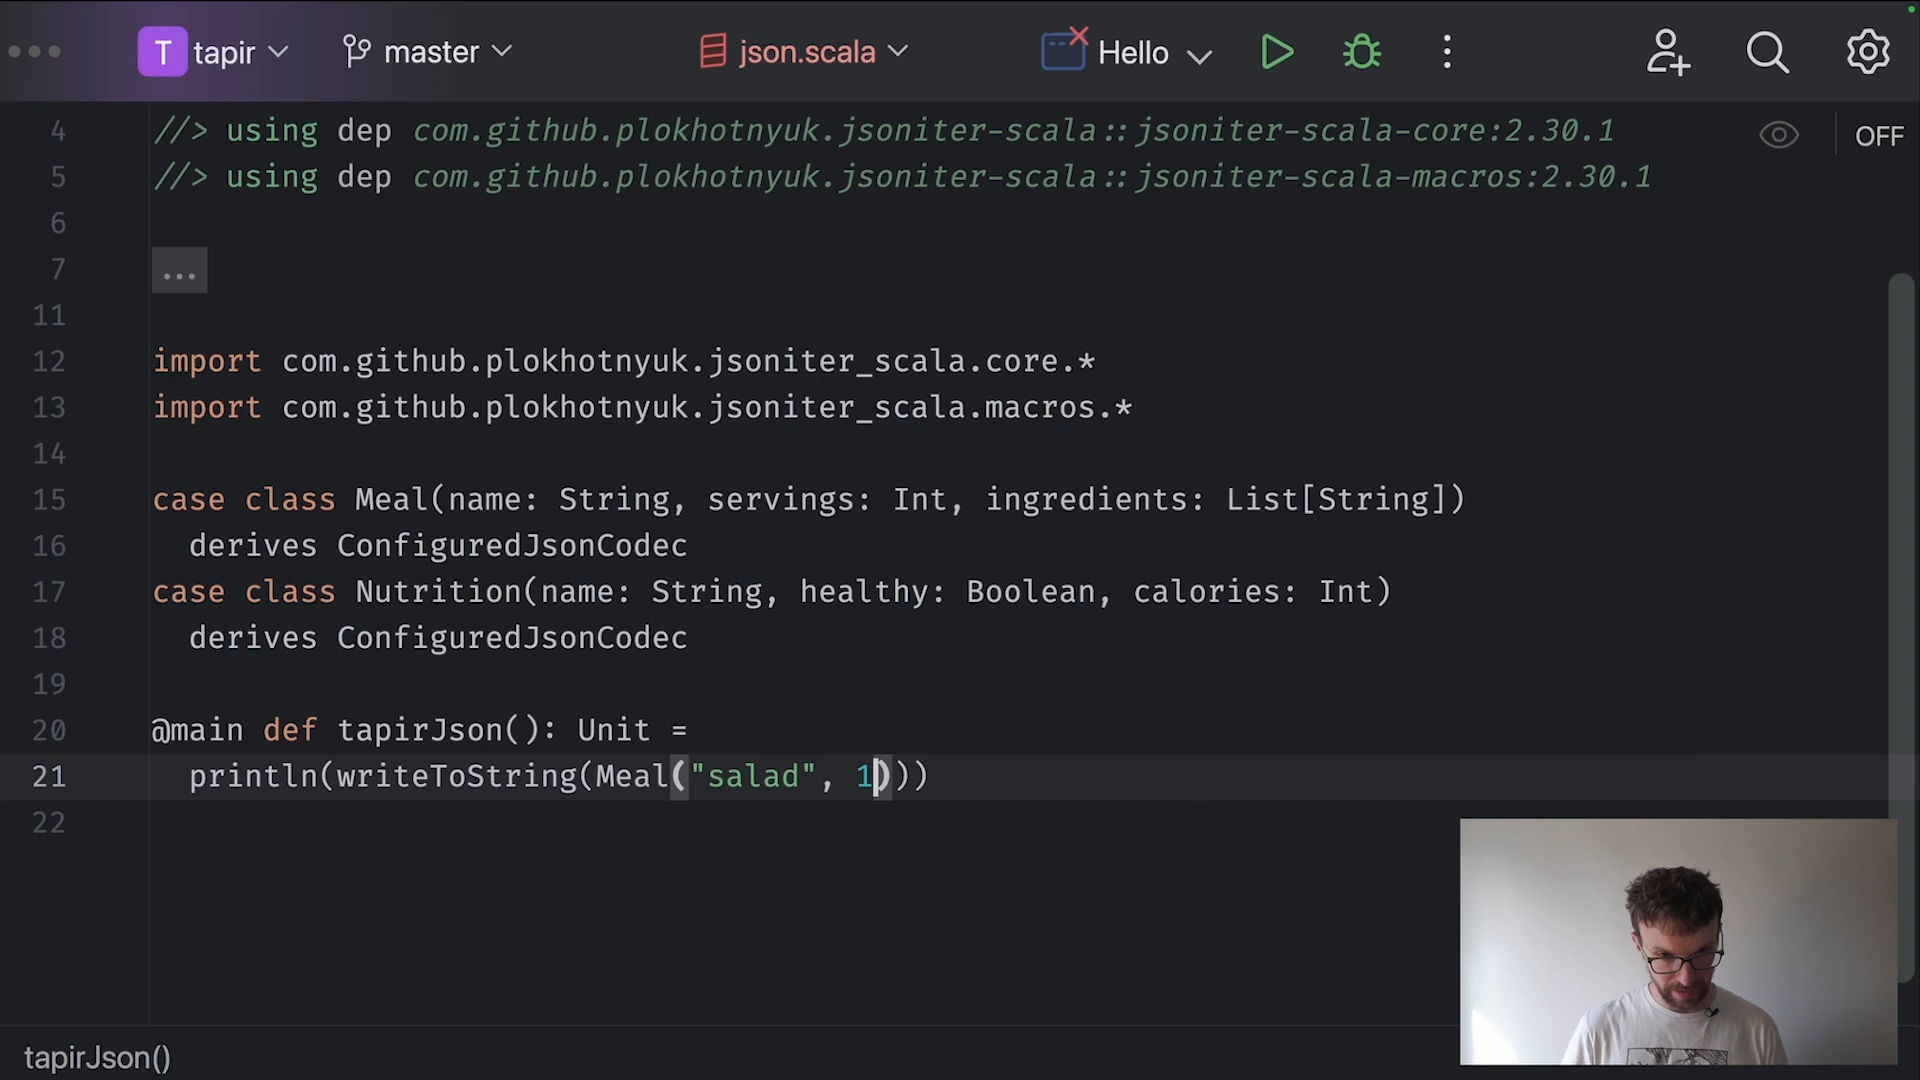 T tapir master json.scala Hello
4 //> using dep com.github.plokhotnyuk.jsoniter-scala::jsoniter-scala-core:2.30.1 OFF
5 //> using dep com.github.plokhotnyuk.jsoniter-scala::jsoniter-scala-macros:2.30.1
6
7 ...
11
12 import com.github.plokhotnyuk.jsoniter_scala.core.*
13 import com.github.plokhotnyuk.jsoniter_scala.macros.*
14
15 case class Meal(name: String, servings: Int, ingredients: List[String])
16 derives ConfiguredJsonCodec
17 case class Nutrition(name: String, healthy: Boolean, calories: Int)
18 derives ConfiguredJsonCodec
19
20 @main def tapirJson(): Unit =
21 println(writeToString(Meal("salad", 1)))
22
tapirJson()